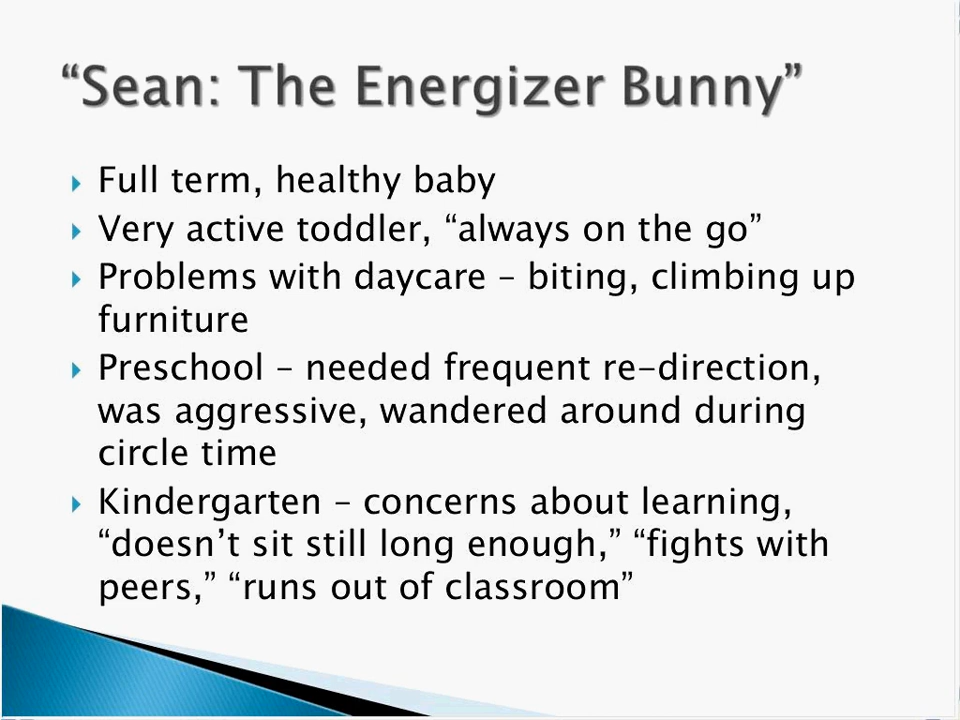 “Sean: The Energizer Bunny”
Full term, healthy baby
Very active toddler, “always on the go”
Problems with daycare – biting, climbing up
furniture
Preschool – needed frequent re-direction,
was aggressive, wandered around during
circle time
Kindergarten – concerns about learning,
“doesn’t sit still long enough,” “fights with
peers,” “runs out of classroom”